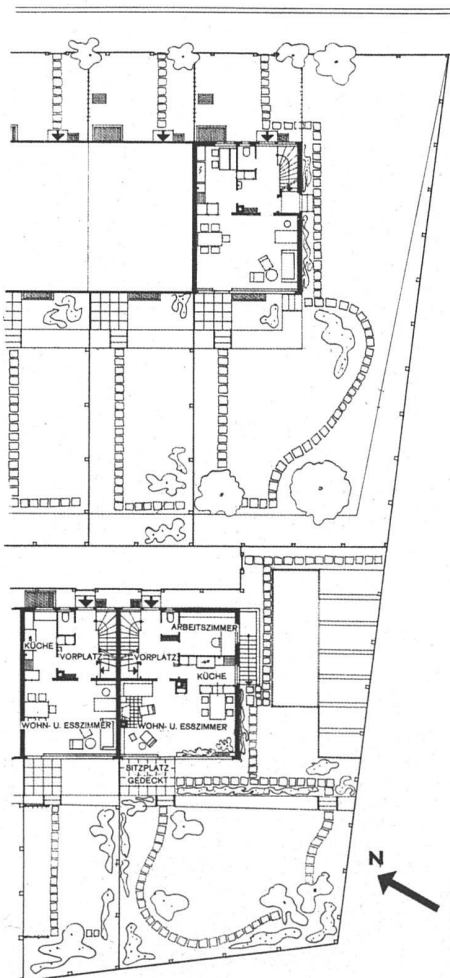 ARBEITSZIMMER
KÜCHE
VORPLATZ
VORPLATZ
KÜCHE
WOHN- U. ESSZIMMER
WOHN- U. ESSZIMMER
SITZPLATZ
GEDECKT
N